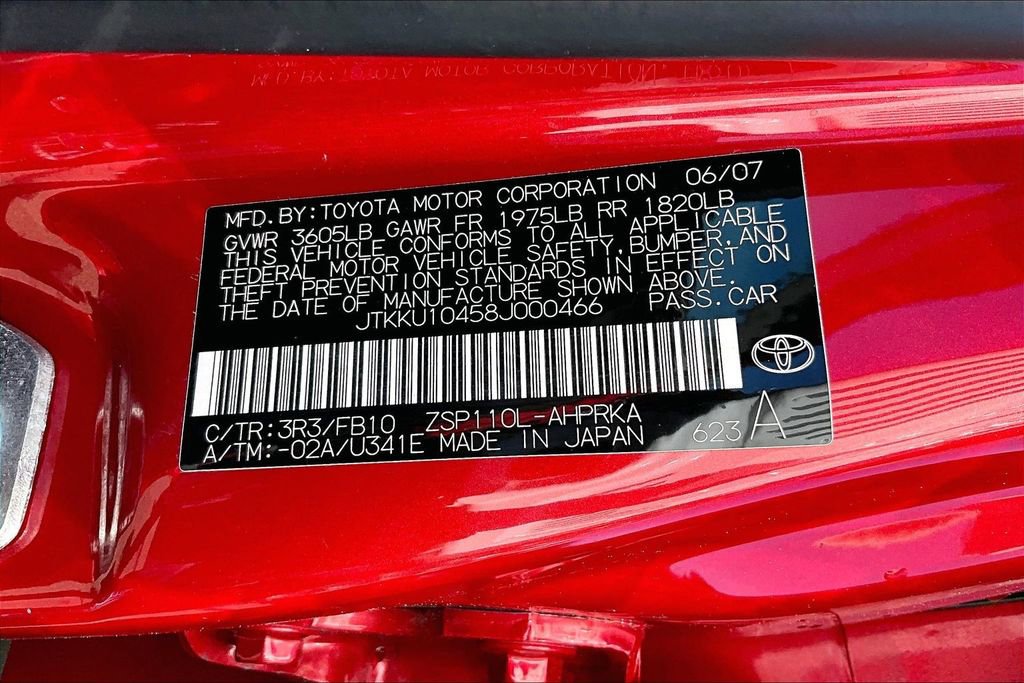 MFD. BY: TOYOTA MOTOR CORPORATION 06/07
GVWR 3605LB GAWR FR 1975LB RR 1820LB
THIS VEHICLE CONFORMS TO ALL APPLICABLE
FEDERAL MOTOR VEHICLE SAFETY, BUMPER, AND
THEFT PREVENTION STANDARDS IN EFFECT ON
THE DATE OF MANUFACTURE SHOWN ABOVE.
JTKKU10458J000466 PASS. CAR
C/TR: 3R3/FB10 ZSP110L-AHPRKA
A/TM: -02A/U341E MADE IN JAPAN 623 A